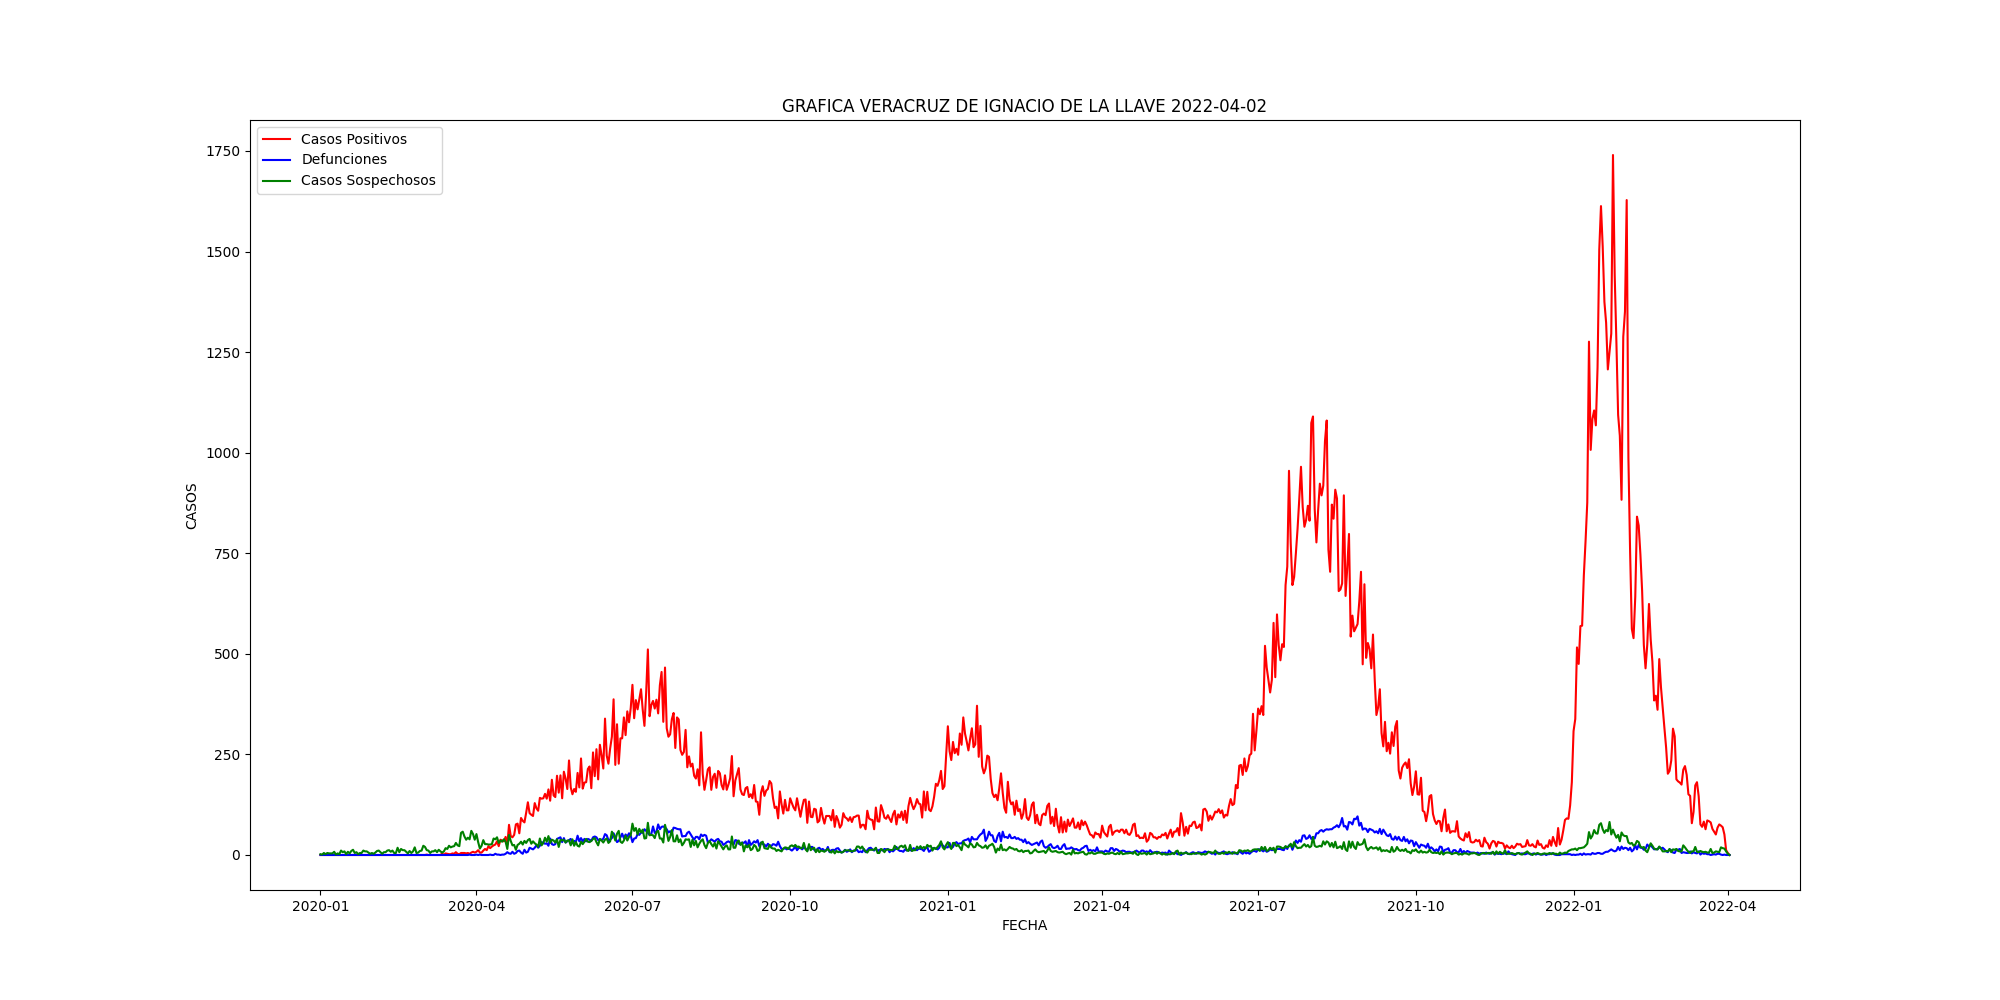 GRAFICA VERACRUZ DE IGNACIO DE LA LLAVE 2022-04-02
Casos Positivos
Defunciones
Casos Sospechosos
1750
1500
1250
1000
750
500
250
0
CASOS
2020-01 2020-04 2020-07 2020-10 2021-01 2021-04 2021-07 2021-10 2022-01 2022-04
FECHA